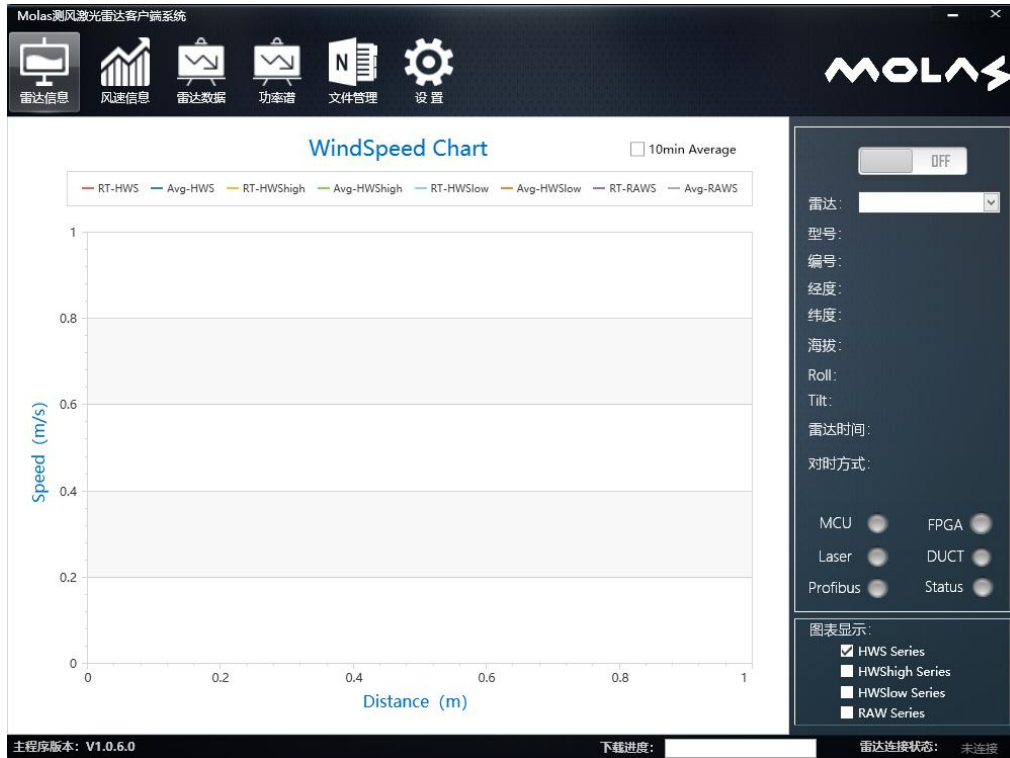 Molas测风激光雷达客户端系统
雷达信息 风速信息 雷达数据 功率谱 文件管理 设置
N
MOLAS
WindSpeed Chart
10min Average
RT-HWS Avg-HWS RT-HWShigh Avg-HWShigh RT-HWSlow Avg-HWSlow RT-RAWS Avg-RAWS
1
0.8
0.6
0.4
0.2
0
Speed (m/s)
0 0.2 0.4 0.6 0.8 1
Distance (m)
OFF
雷达:
型号:
编号:
经度:
纬度:
海拔:
Roll:
Tilt:
雷达时间:
对时方式:
MCU FPGA
Laser DUCT
Profibus Status
图表显示:
HWS Series
HWShigh Series
HWSlow Series
RAW Series
主程序版本: V1.0.6.0 下载进度: 雷达连接状态: 未连接